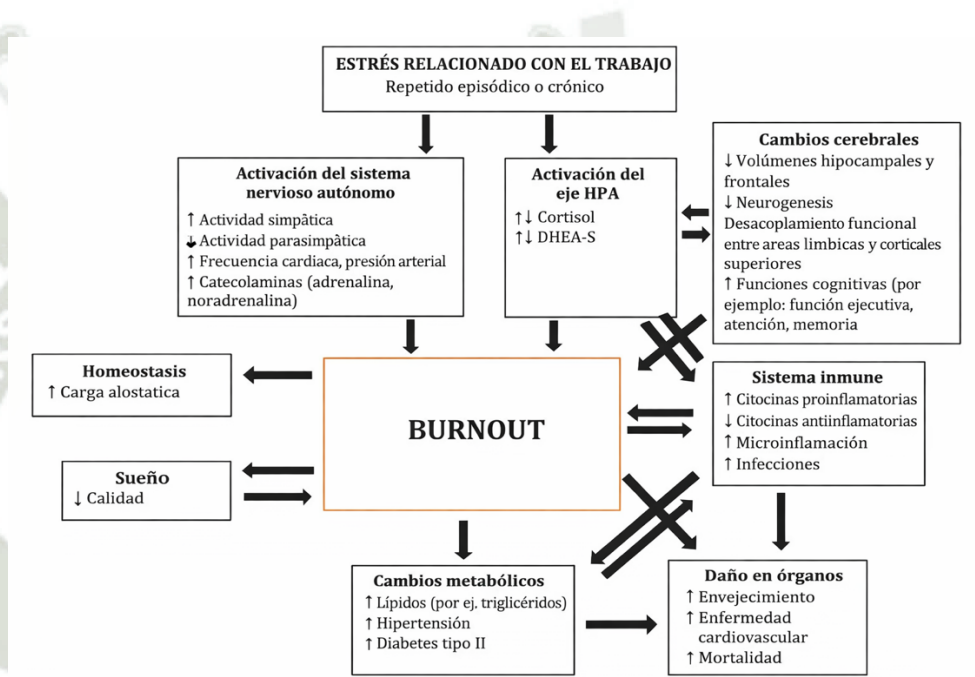 ESTRÉS RELACIONADO CON EL TRABAJO
Repetido episódico o crónico
Activación del sistema
nervioso autónomo
↑ Actividad simpàtica
↓ Actividad parasimpàtica
↑ Frecuencia cardiaca, presión arterial
↑ Catecolaminas (adrenalina,
noradrenalina)
Activación del
eje HPA
↑↓ Cortisol
↑↓ DHEA-S
Cambios cerebrales
↓ Volúmenes hipocampales y
frontales
↓ Neurogenesis
Desacoplamiento funcional
entre areas limbicas y corticales
superiores
↑ Funciones cognitivas (por
ejemplo: función ejecutiva,
atención, memoria
Homeostasis
↑ Carga alostatica
BURNOUT
Sistema inmune
↑ Citocinas proinflamatorias
↓ Citocinas antiinflamatorias
↑ Microinflamación
↑ Infecciones
Sueño
↓ Calidad
Cambios metabólicos
↑ Lípidos (por ej. triglicéridos)
↑ Hipertensión
↑ Diabetes tipo II
Daño en órganos
↑ Envejecimiento
↑ Enfermedad
cardiovascular
↑ Mortalidad